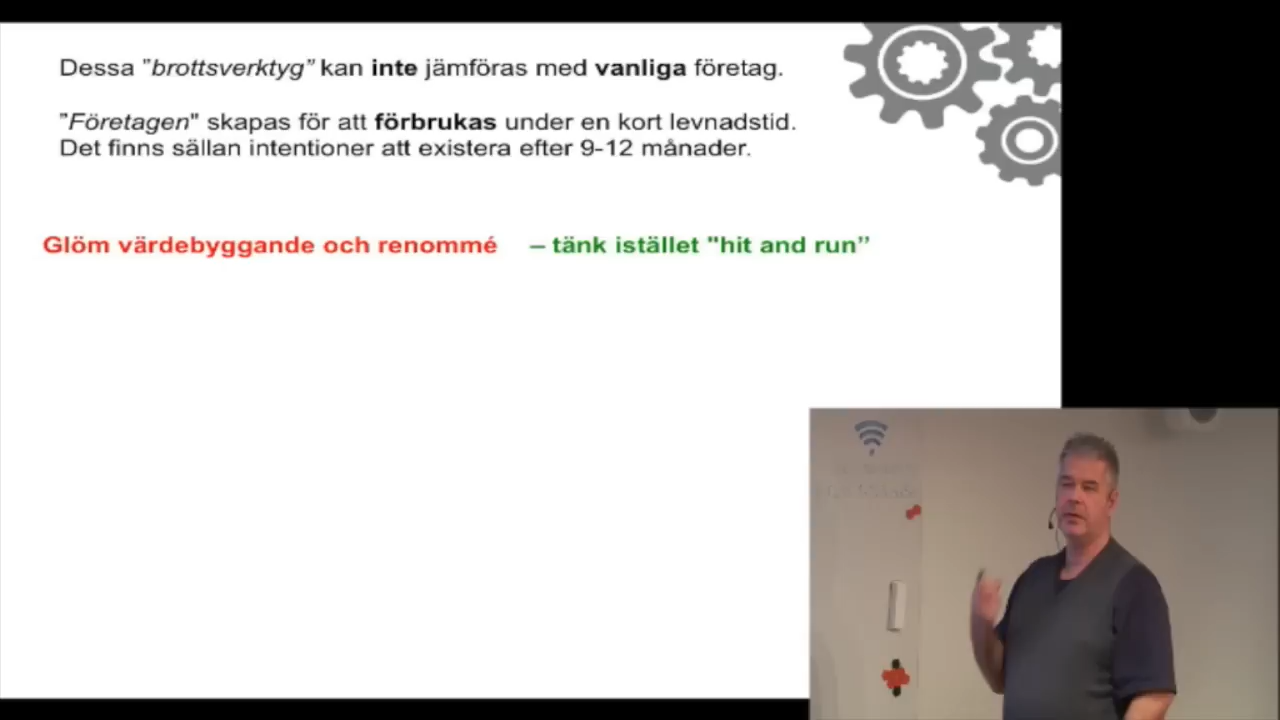 Dessa ”brottsverktyg” kan inte jämföras med vanliga företag.
”Företagen" skapas för att förbrukas under en kort levnadstid.
Det finns sällan intentioner att existera efter 9-12 månader.
Glöm värdebyggande och renommé – tänk istället "hit and run”